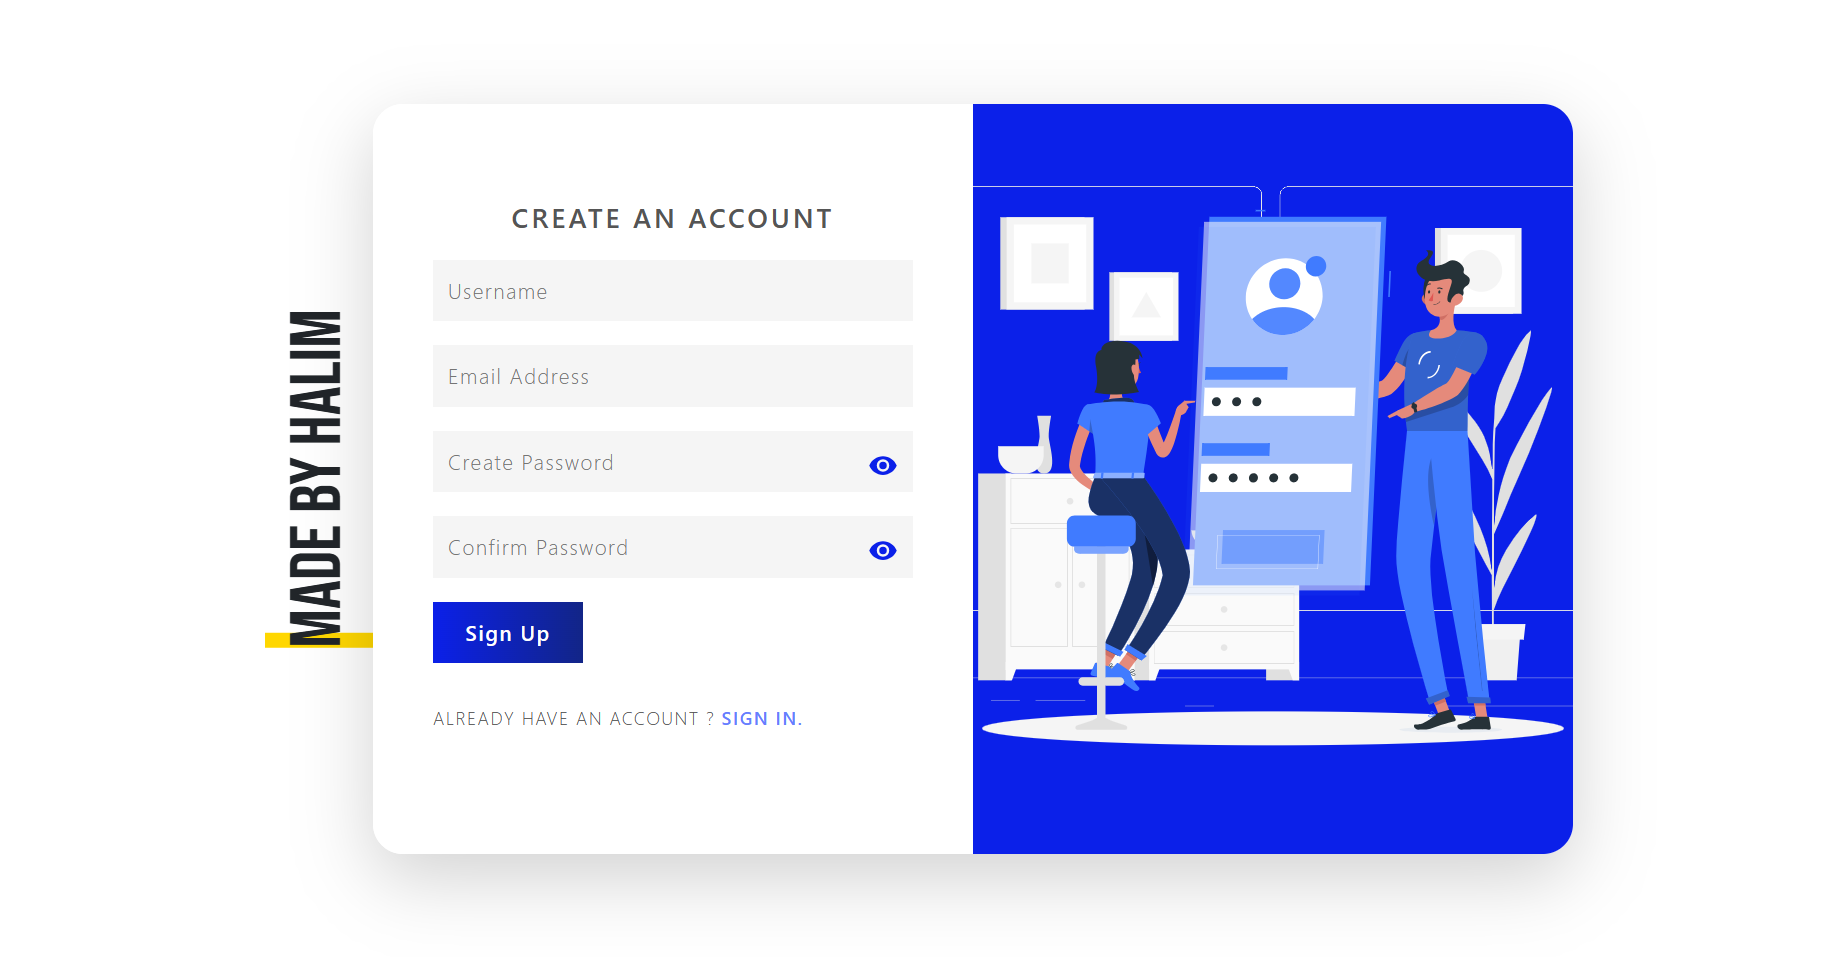 MADE BY HALIM
CREATE AN ACCOUNT
Username
Email Address
Create Password
Confirm Password
Sign Up
ALREADY HAVE AN ACCOUNT ? SIGN IN.